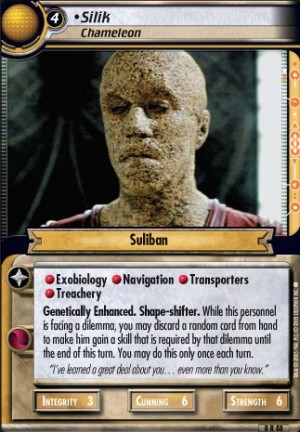 4
•Silik
Chameleon
Suliban
Exobiology Navigation Transporters
Treachery
Genetically Enhanced. Shape-shifter. While this personnel
is facing a dilemma, you may discard a random card from hand
to make him gain a skill that is required by that dilemma until
the end of this turn. You may do this only once each turn.
"I've learned a great deal about you... even more than you know."
INTEGRITY 3 CUNNING 6 STRENGTH 6